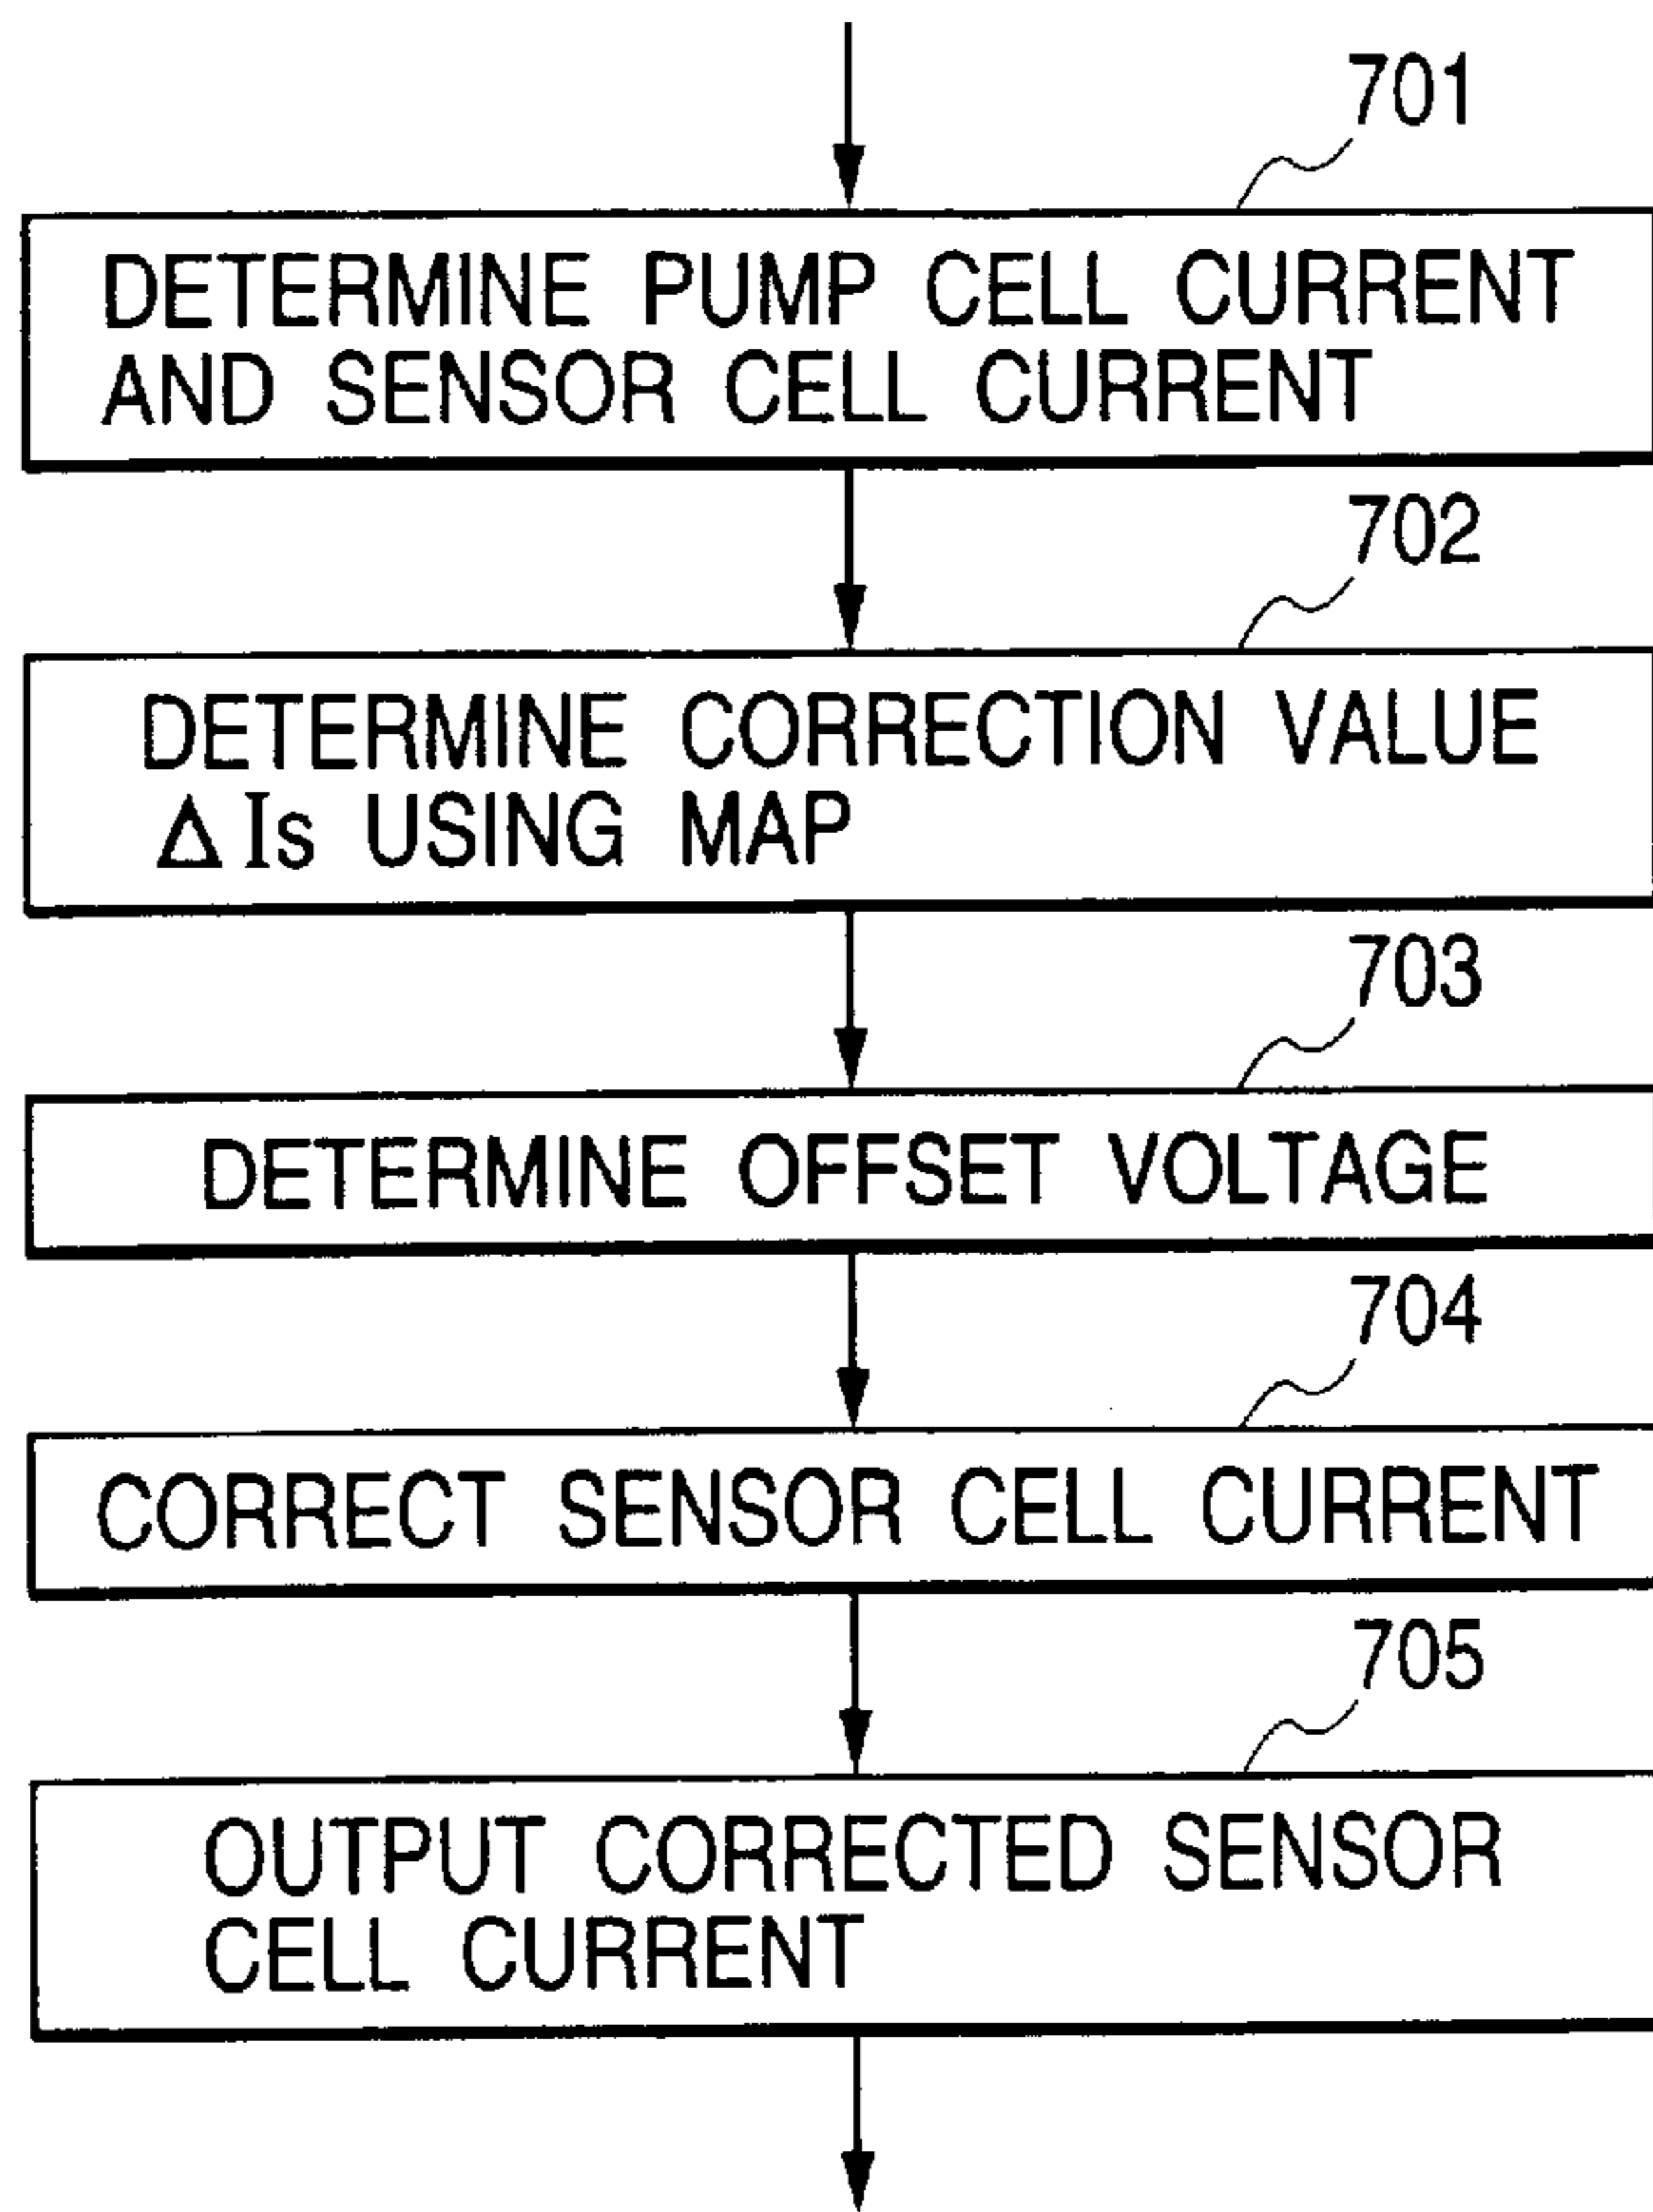 701
DETERMINE PUMP CELL CURRENT
AND SENSOR CELL CURRENT
702
DETERMINE CORRECTION VALUE
ΔIs USING MAP
703
DETERMINE OFFSET VOLTAGE
704
CORRECT SENSOR CELL CURRENT
705
OUTPUT CORRECTED SENSOR
CELL CURRENT